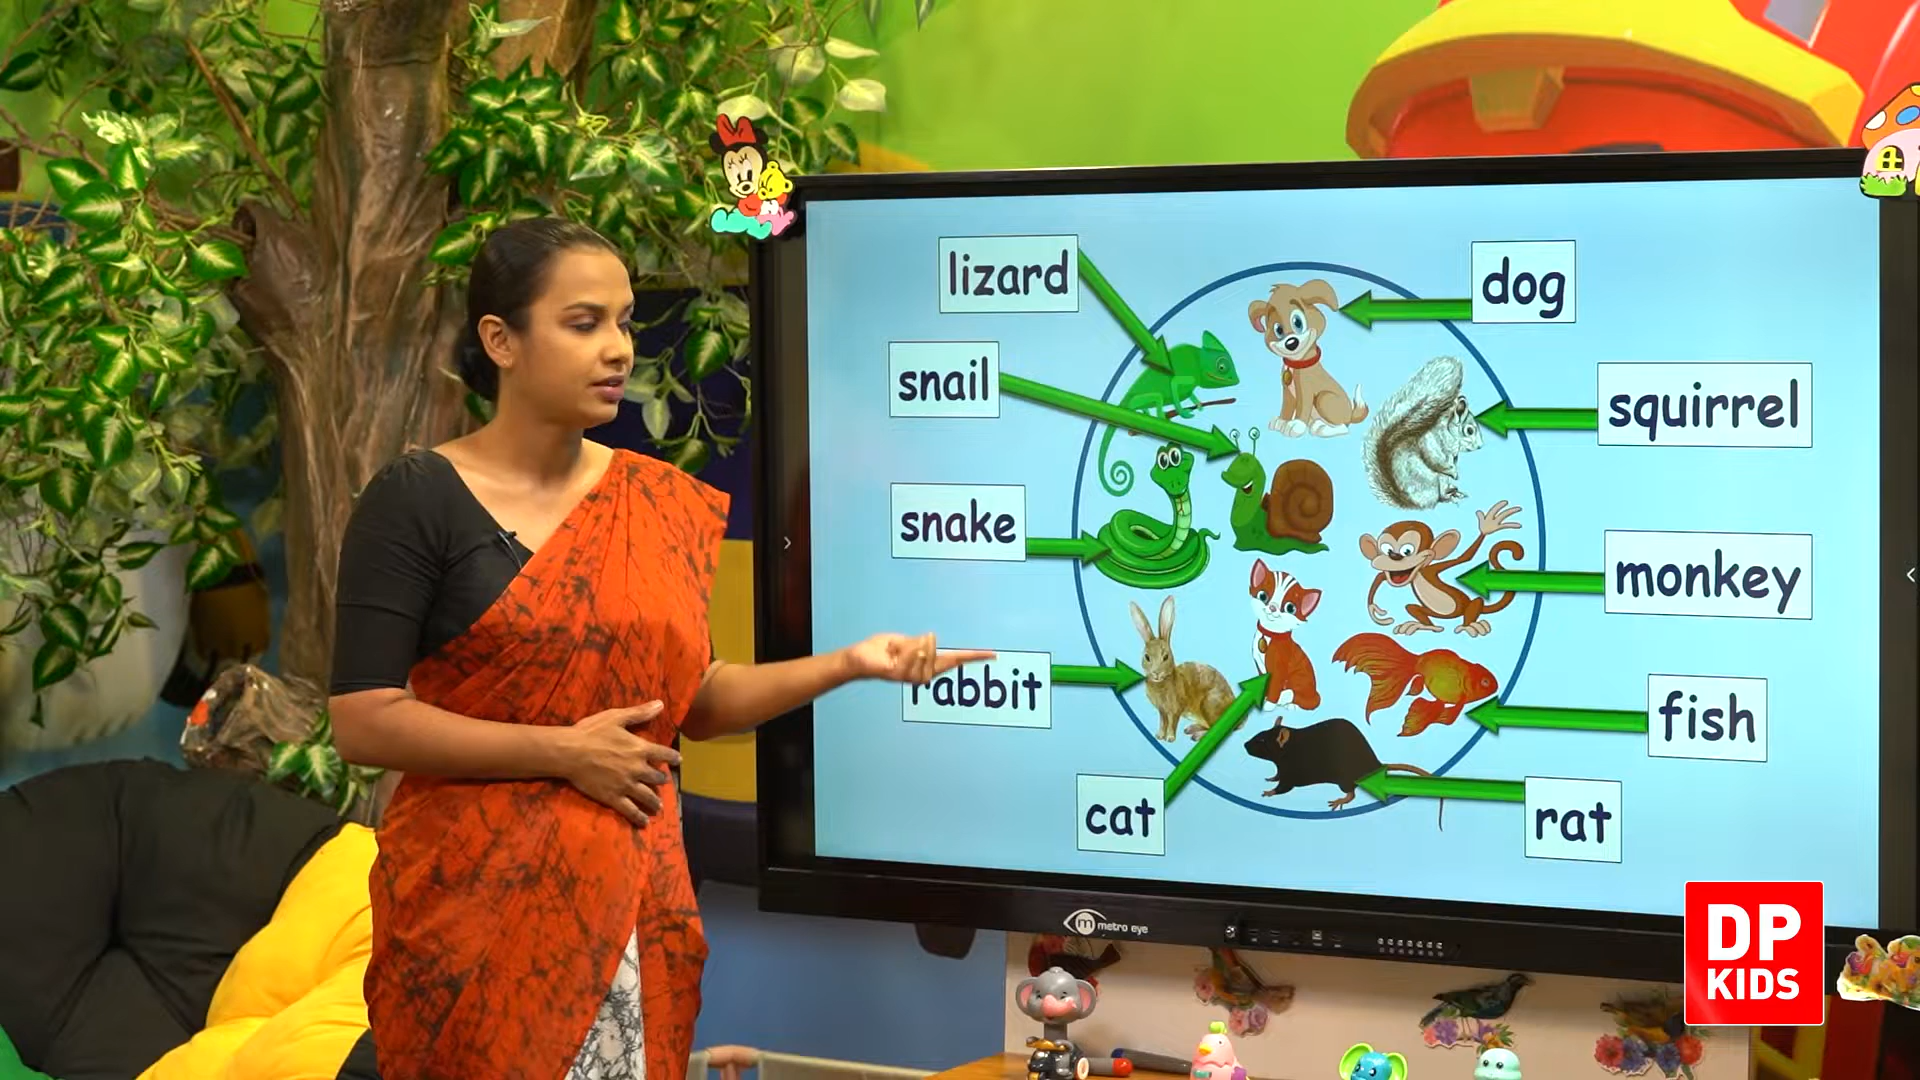 lizard
dog
snail
squirrel
snake
monkey
rabbit
fish
cat
rat
m metro eye
DP
KIDS